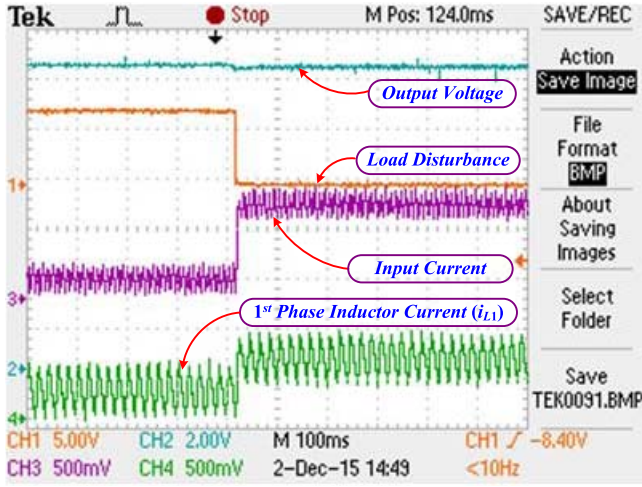 Tek Stop M Pos: 124.0ms SAVE/REC
Action
Save Image
File
Format
BMP
About
Saving
Images
Select
Folder
Save
TEK0091.BMP
Output Voltage
Load Disturbance
1
Input Current
3
1st Phase Inductor Current (iL1)
2
4
CH1 5.00V CH2 2.00V M 100ms CH1 -8.40V
CH3 500mV CH4 500mV 2-Dec-15 14:49 <10Hz